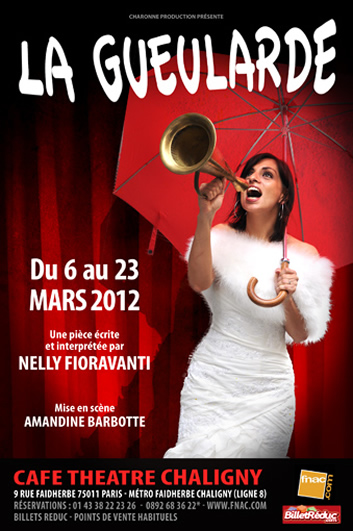 CHARONNE PRODUCTION PRÉSENTE
LA GUEULARDE
Du 6 au 23
MARS 2012
Une pièce écrite
et interprétée par
NELLY FIORAVANTI
Mise en scène
AMANDINE BARBOTTE
CAFE THEATRE CHALIGNY
9 RUE FAIDHERBE 75011 PARIS - MÉTRO FAIDHERBE CHALIGNY (LIGNE 8)
RÉSERVATIONS : 01 43 38 22 23 26 - 0892 68 36 22* - WWW.FNAC.COM
BILLETS REDUC - POINTS DE VENTE HABITUELS
fnac
.com
BilletRéduc
.com